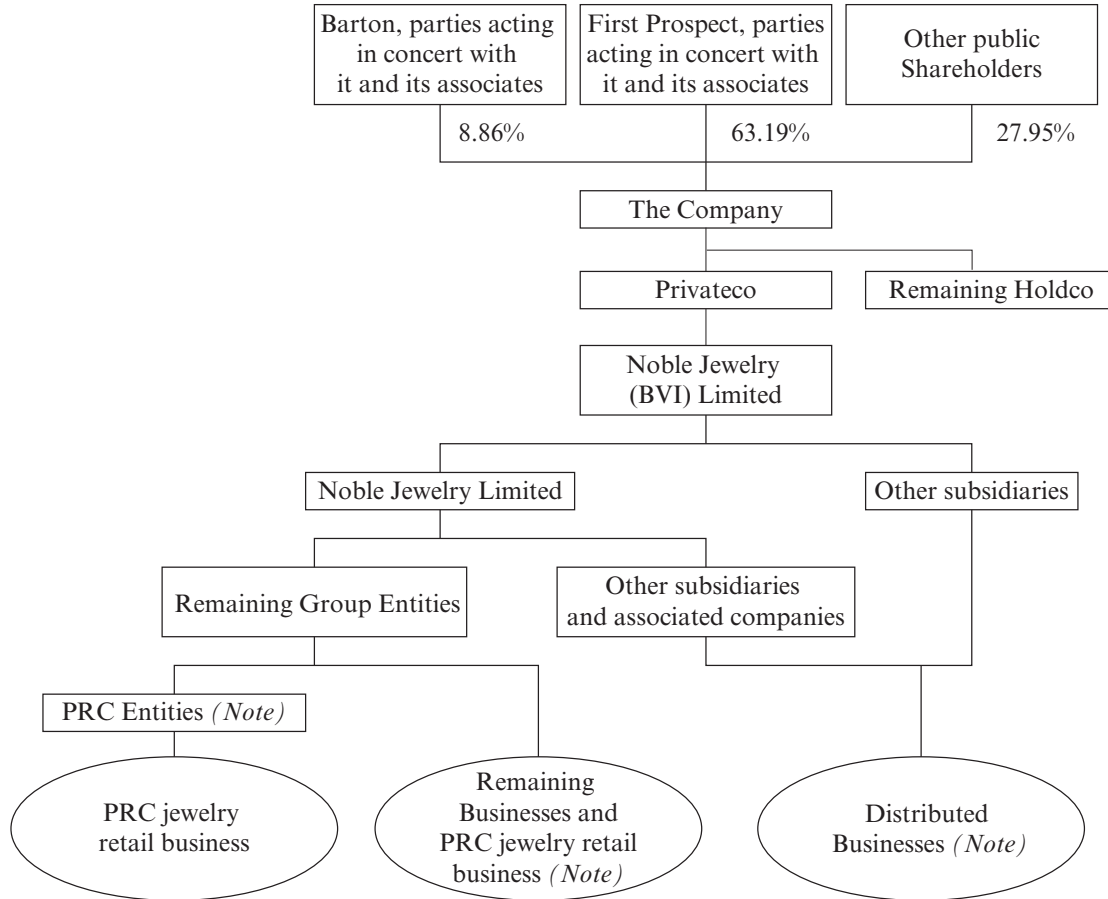 Barton, parties acting
in concert with
it and its associates
First Prospect, parties
acting in concert with
it and its associates
Other public
Shareholders
8.86%
63.19%
27.95%
The Company
Privateco
Remaining Holdco
Noble Jewelry
(BVI) Limited
Noble Jewelry Limited
Other subsidiaries
Remaining Group Entities
Other subsidiaries
and associated companies
PRC Entities (Note)
PRC jewelry
retail business
Remaining
Businesses and
PRC jewelry retail
business (Note)
Distributed
Businesses (Note)